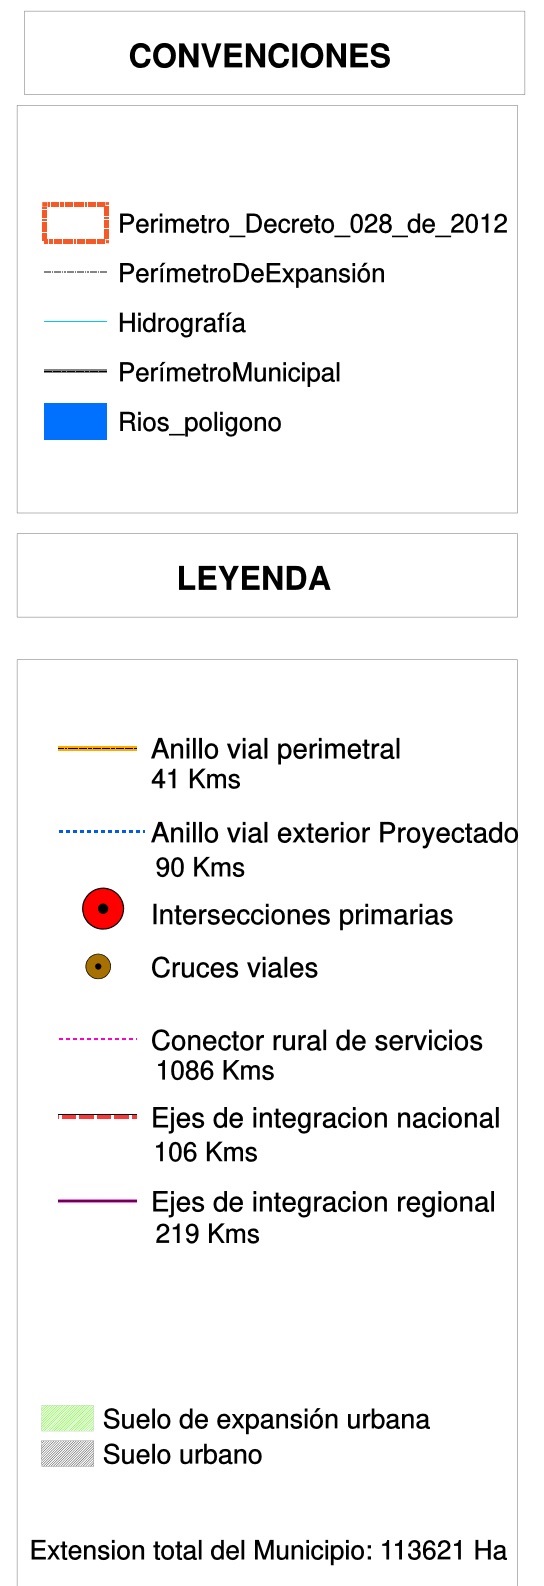 CONVENCIONES
Perimetro_Decreto_028_de_2012
PerímetroDeExpansión
Hidrografía
PerímetroMunicipal
Rios_poligono
LEYENDA
Anillo vial perimetral
41 Kms
Anillo vial exterior Proyectado
90 Kms
Intersecciones primarias
Cruces viales
Conector rural de servicios
1086 Kms
Ejes de integracion nacional
106 Kms
Ejes de integracion regional
219 Kms
Suelo de expansión urbana
Suelo urbano
Extension total del Municipio: 113621 Ha